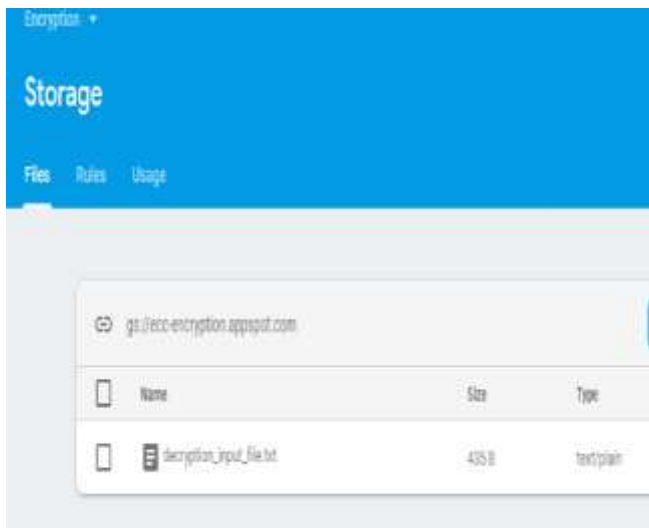 Encryption
Storage
Files Rules Usage
gs://ecc-encryption.appspot.com
Name Size Type
decryption_input_file.txt 435 B text/plain